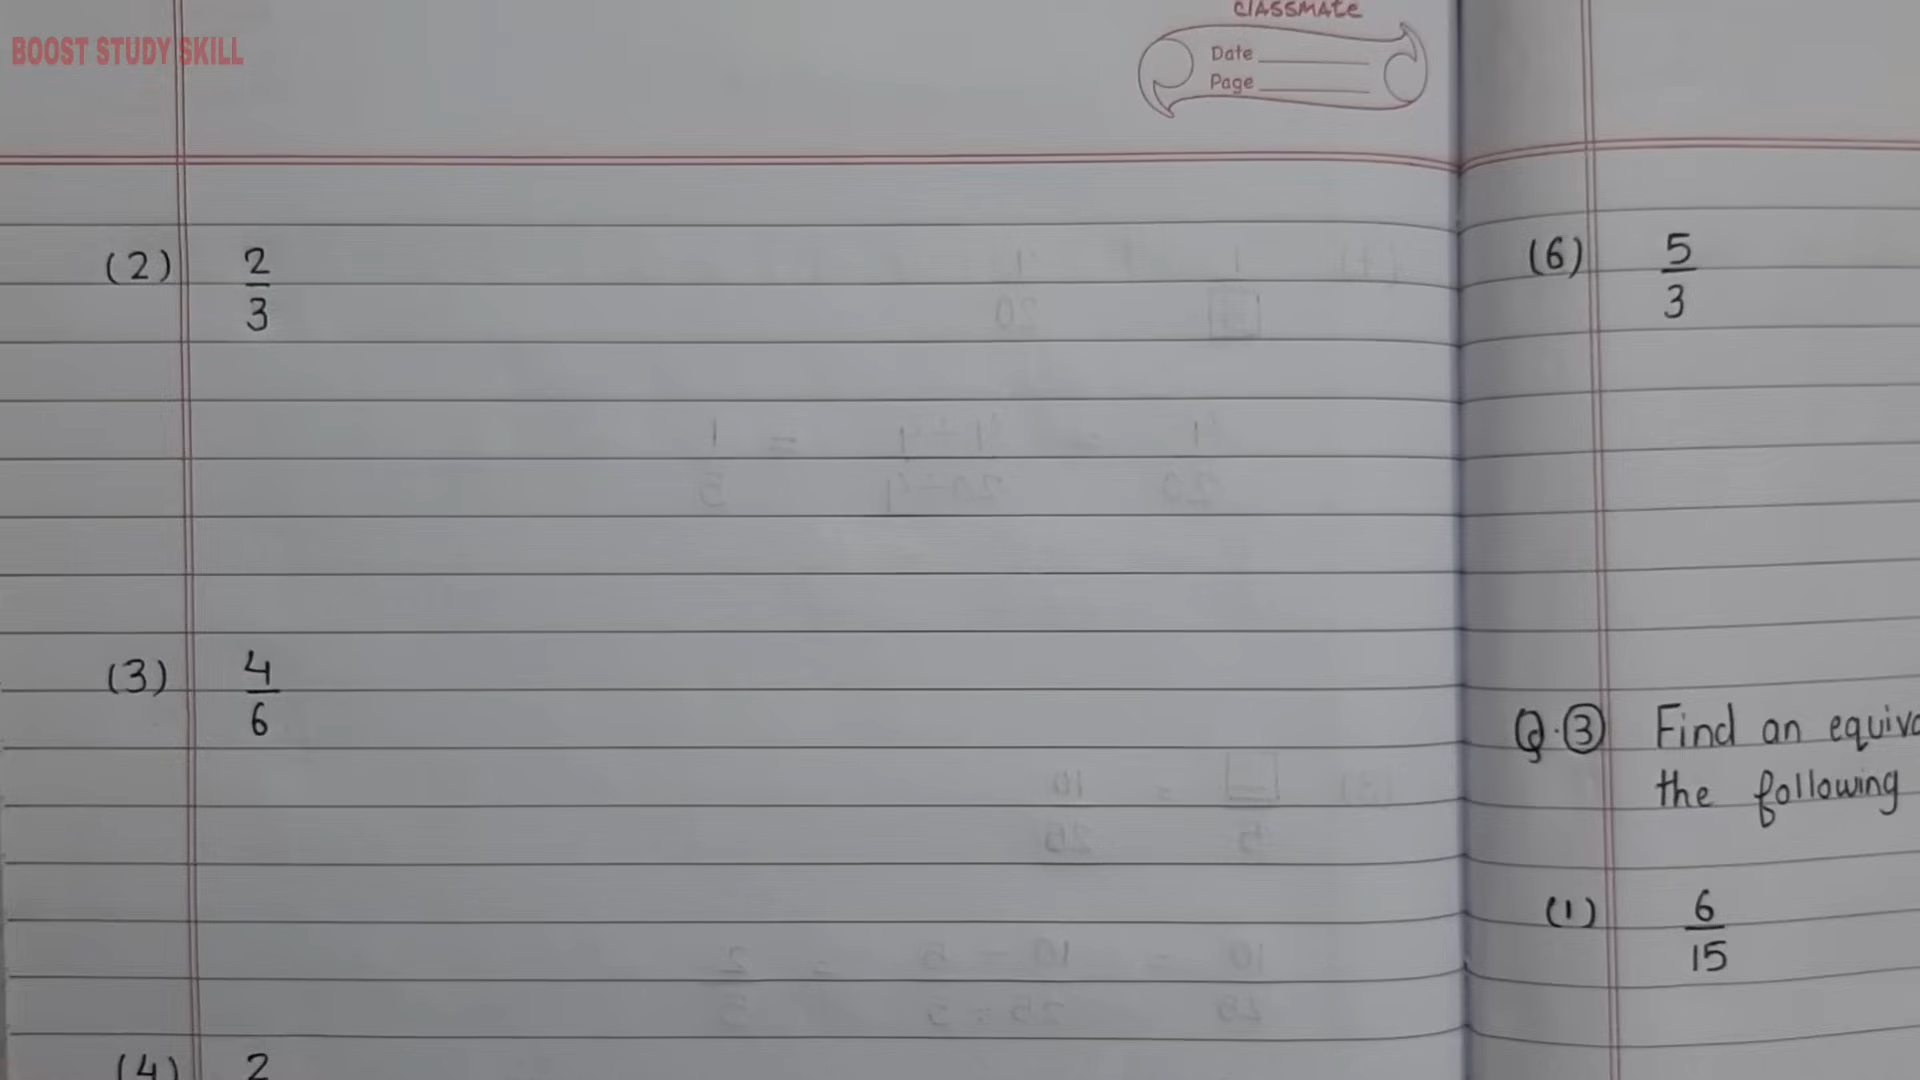 BOOST STUDY SKILL
CLASSMATE
Date
Page
(2) 2/3
(3) 4/6
(4) 2
(6) 5/3
Q.③ Find an
the following
(1) 6/15